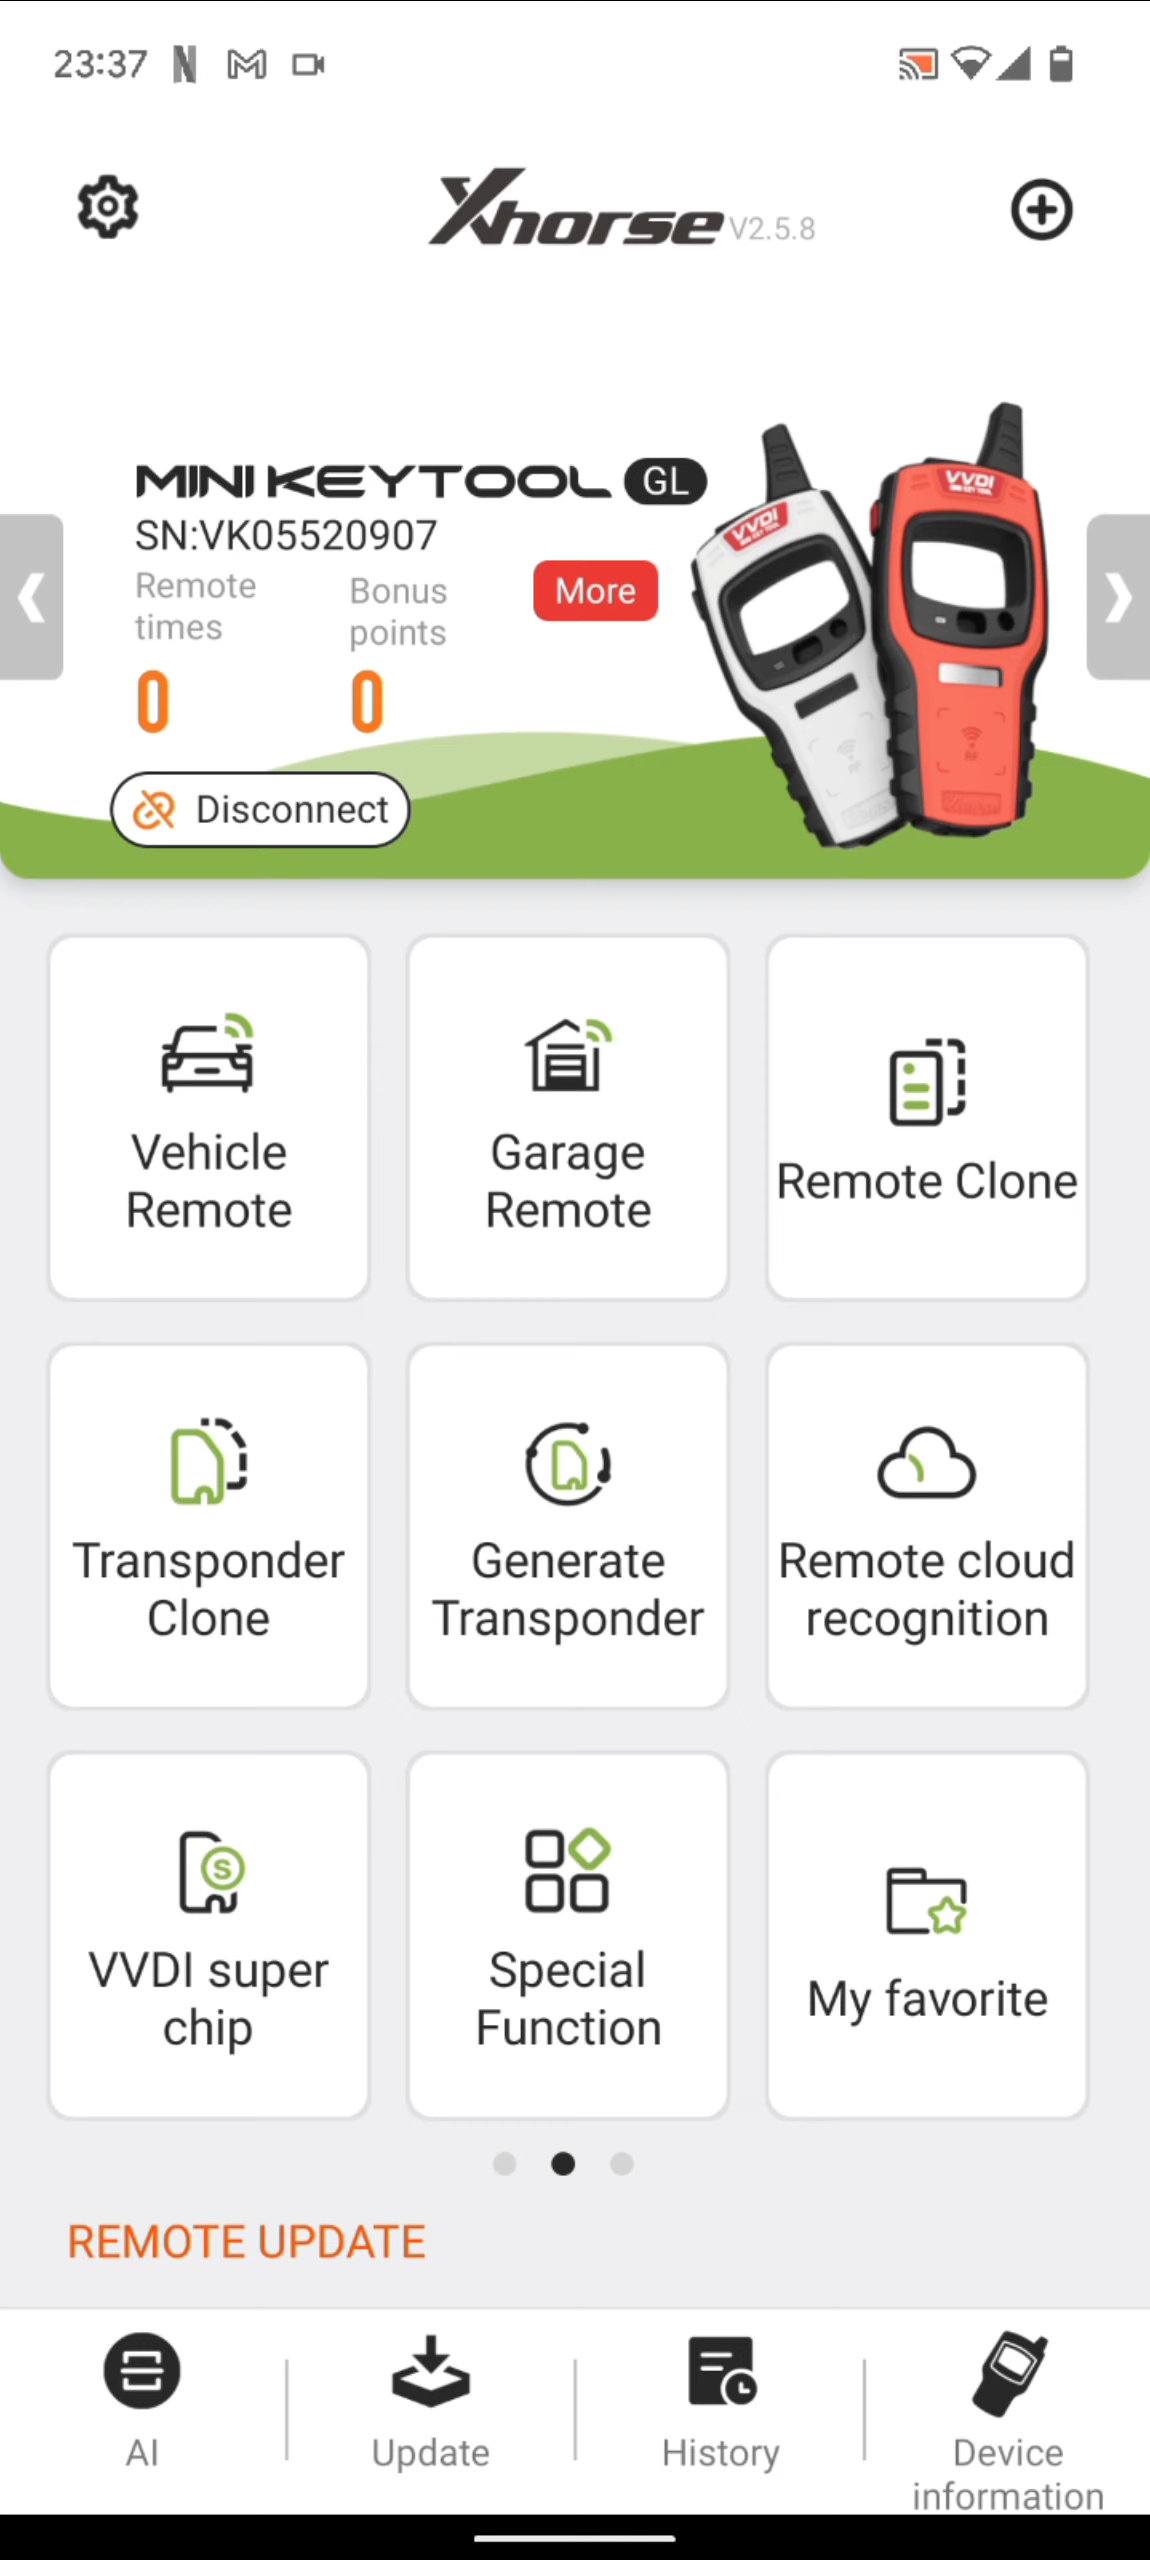 23:37
Xhorse V2.5.8
MINI KEYTOOL GL
SN:VK05520907
Remote
times
Bonus
points
More
0
0
Disconnect
VVDI
VVDI
Vehicle
Remote
Garage
Remote
Remote Clone
Transponder
Clone
Generate
Transponder
Remote cloud
recognition
VVDI super
chip
Special
Function
My favorite
REMOTE UPDATE
AI
Update
History
Device
information